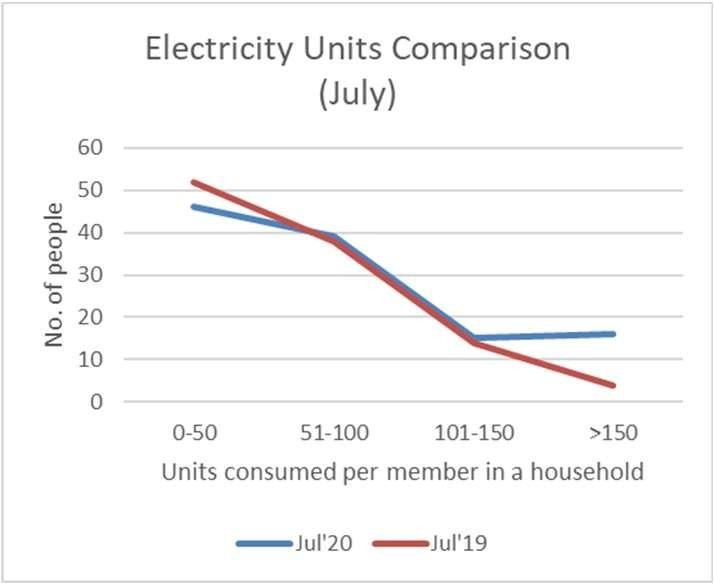 Electricity Units Comparison
(July)
No. of people
60
50
40
30
20
10
0
0-50 51-100 101-150 >150
Units consumed per member in a household
Jul'20 Jul'19